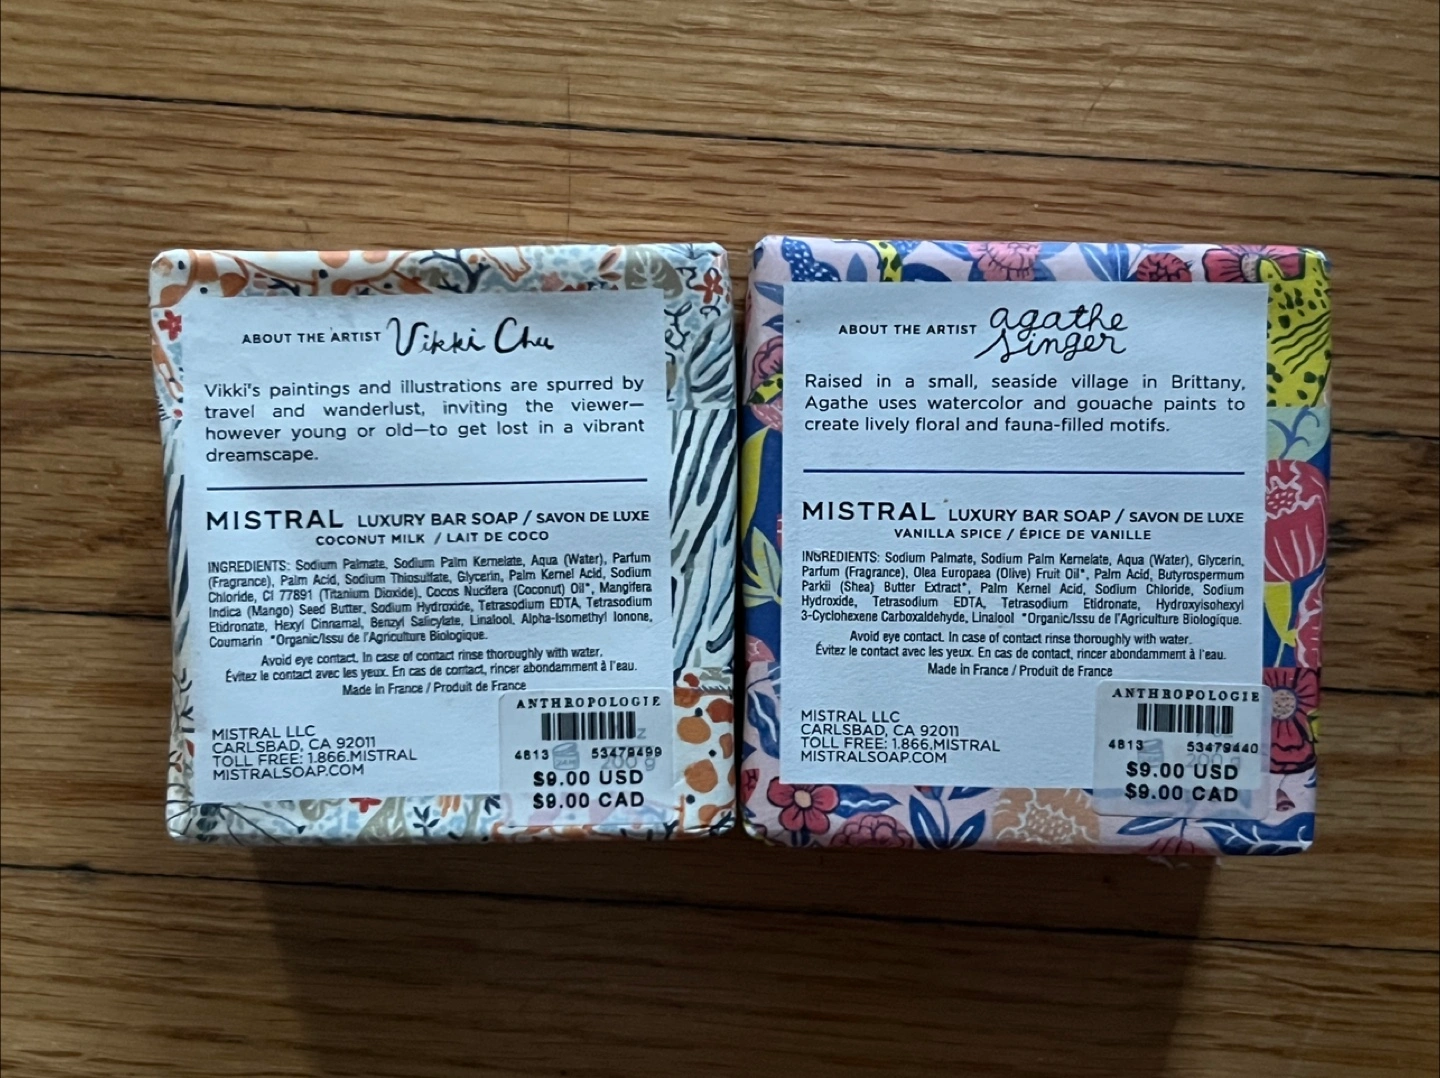 ABOUT THE ARTIST Vikki Chu
Vikki's paintings and illustrations are spurred by
travel and wanderlust, inviting the viewer—
however young or old—to get lost in a vibrant
dreamscape.
MISTRAL LUXURY BAR SOAP / SAVON DE LUXE
COCONUT MILK / LAIT DE COCO
INGREDIENTS: Sodium Palmate, Sodium Palm Kernelate, Aqua (Water), Parfum
(Fragrance), Palm Acid, Sodium Thiosulfate, Glycerin, Palm Kernel Acid, Sodium
Chloride, CI 77891 (Titanium Dioxide), Cocos Nucifera (Coconut) Oil*, Mangifera
Indica (Mango) Seed Butter, Sodium Hydroxide, Tetrasodium EDTA, Tetrasodium
Etidronate, Hexyl Cinnamal, Benzyl Salicylate, Linalool, Alpha-Isomethyl Ionone,
Coumarin *Organic/Issu de l'Agriculture Biologique.
Avoid eye contact. In case of contact rinse thoroughly with water.
Évitez le contact avec les yeux. En cas de contact, rincer abondamment à l'eau.
Made in France / Produit de France
MISTRAL LLC
CARLSBAD, CA 92011
TOLL FREE: 1.866.MISTRAL
MISTRALSOAP.COM
ANTHROPOLOGIE
4813 53479499
200 g
$9.00 USD
$9.00 CAD
ABOUT THE ARTIST agathe singer
Raised in a small, seaside village in Brittany,
Agathe uses watercolor and gouache paints to
create lively floral and fauna-filled motifs.
MISTRAL LUXURY BAR SOAP / SAVON DE LUXE
VANILLA SPICE / ÉPICE DE VANILLE
INGREDIENTS: Sodium Palmate, Sodium Palm Kernelate, Aqua (Water), Glycerin,
Parfum (Fragrance), Olea Europaea (Olive) Fruit Oil*, Palm Acid, Butyrospermum
Parkii (Shea) Butter Extract*, Palm Kernel Acid, Sodium Chloride, Sodium
Hydroxide, Tetrasodium EDTA, Tetrasodium Etidronate, Hydroxyisohexyl
3-Cyclohexene Carboxaldehyde, Linalool *Organic/Issu de l'Agriculture Biologique.
Avoid eye contact. In case of contact rinse thoroughly with water.
Évitez le contact avec les yeux. En cas de contact, rincer abondamment à l'eau.
Made in France / Produit de France
MISTRAL LLC
CARLSBAD, CA 92011
TOLL FREE: 1.866.MISTRAL
MISTRALSOAP.COM
ANTHROPOLOGIE
4813 53479440
200 g
$9.00 USD
$9.00 CAD